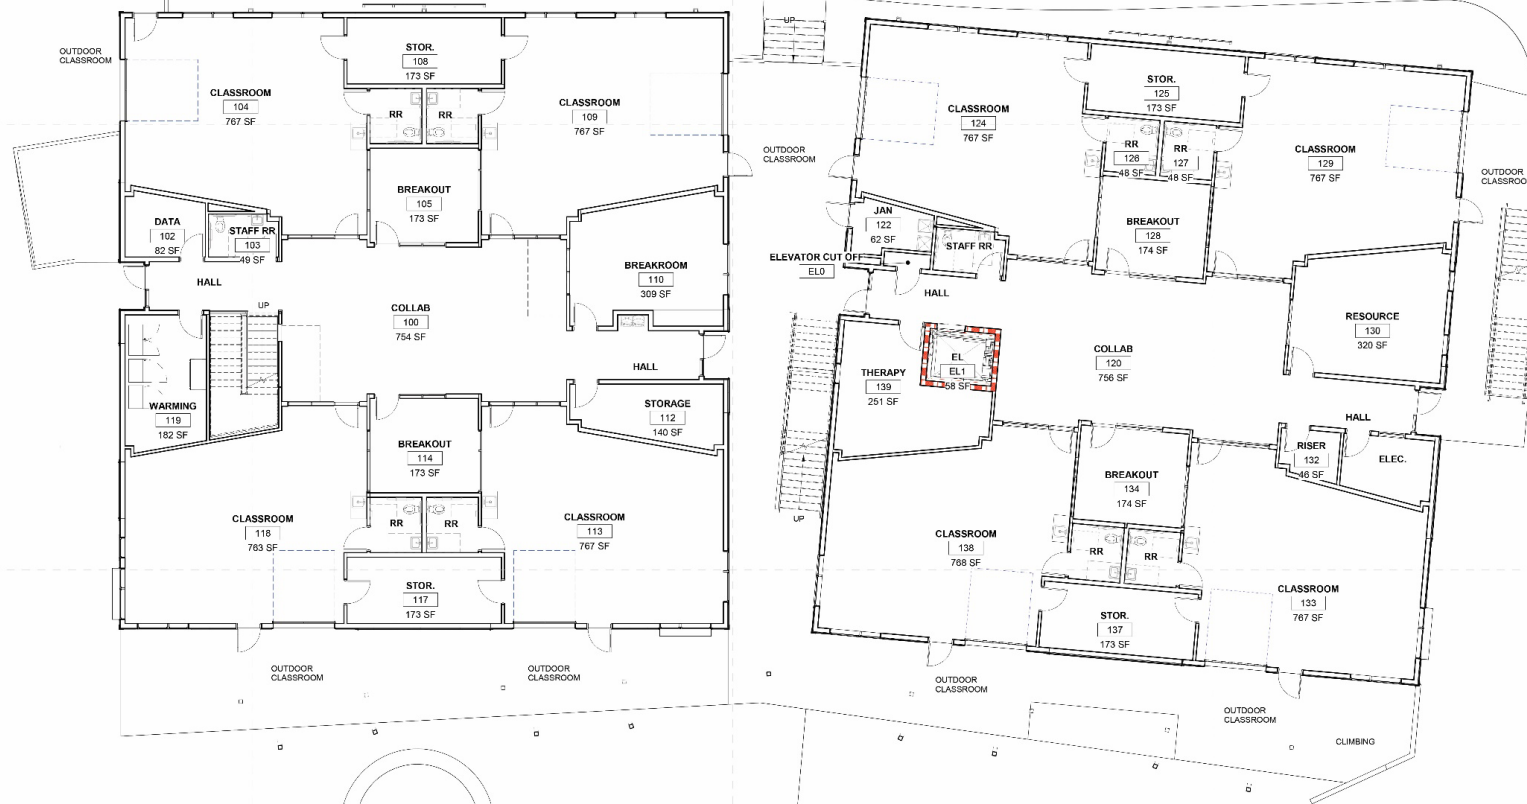 OUTDOOR
CLASSROOM
STOR.
108
173 SF
CLASSROOM
104
767 SF
RR
RR
CLASSROOM
109
767 SF
BREAKOUT
105
173 SF
DATA
102
82 SF
STAFF RR
103
49 SF
HALL
UP
COLLAB
100
754 SF
BREAKROOM
110
309 SF
HALL
WARMING
119
182 SF
STORAGE
112
140 SF
BREAKOUT
114
173 SF
CLASSROOM
118
763 SF
RR
RR
CLASSROOM
113
767 SF
STOR.
117
173 SF
OUTDOOR
CLASSROOM
OUTDOOR
CLASSROOM
UP
OUTDOOR
CLASSROOM
STOR.
125
173 SF
CLASSROOM
124
767 SF
RR
126
48 SF
RR
127
48 SF
CLASSROOM
129
767 SF
OUTDOOR
CLASSROO
JAN
122
62 SF
STAFF RR
BREAKOUT
128
174 SF
ELEVATOR CUT OFF
EL0
HALL
COLLAB
120
756 SF
RESOURCE
130
320 SF
EL
EL1
58 SF
THERAPY
139
251 SF
HALL
RISER
132
46 SF
ELEC.
BREAKOUT
134
174 SF
UP
CLASSROOM
138
768 SF
RR
RR
CLASSROOM
133
767 SF
STOR.
137
173 SF
OUTDOOR
CLASSROOM
OUTDOOR
CLASSROOM
CLIMBING